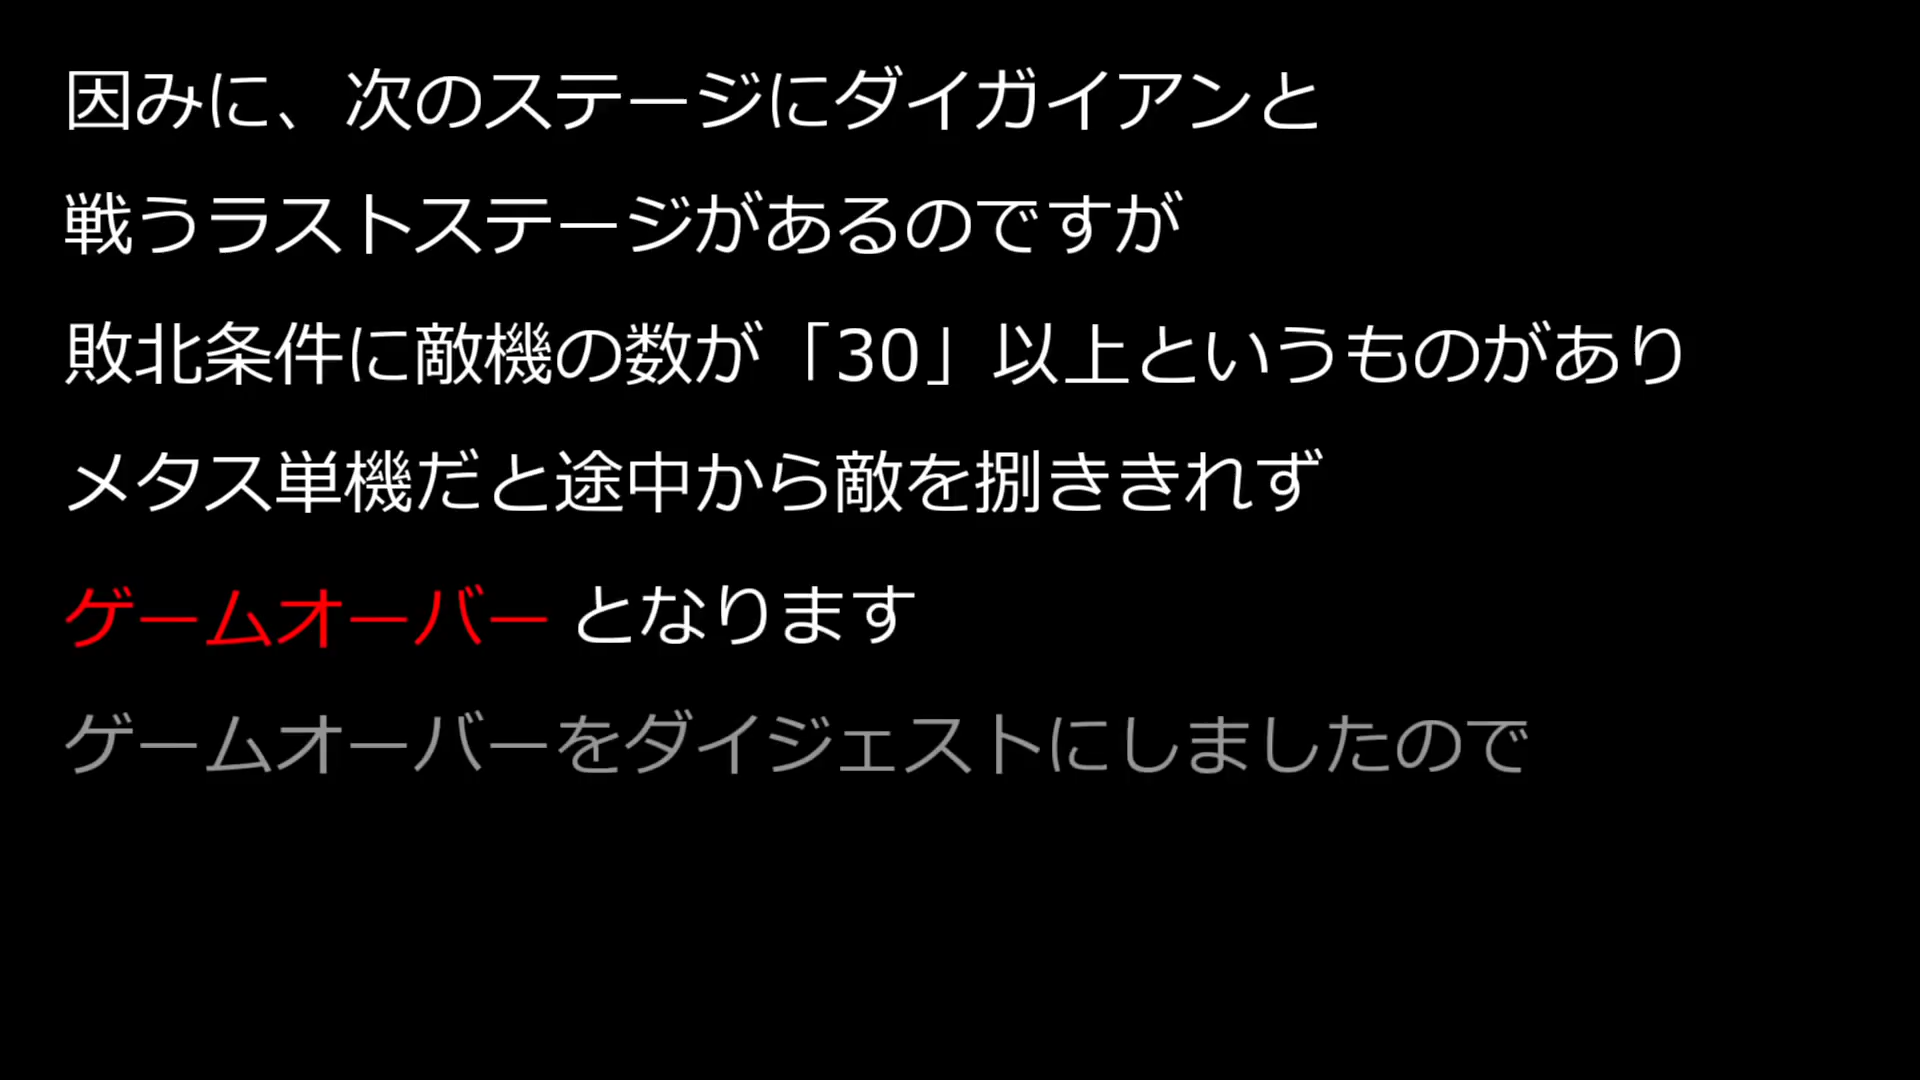 因みに、次のステージにダイガイアンと
戦うラストステージがあるのですが
敗北条件に敵機の数が「30」以上というものがあり
メタス単機だと途中から敵を捌ききれず
ゲームオーバー となります
ゲームオーバーをダイジェストにしましたので